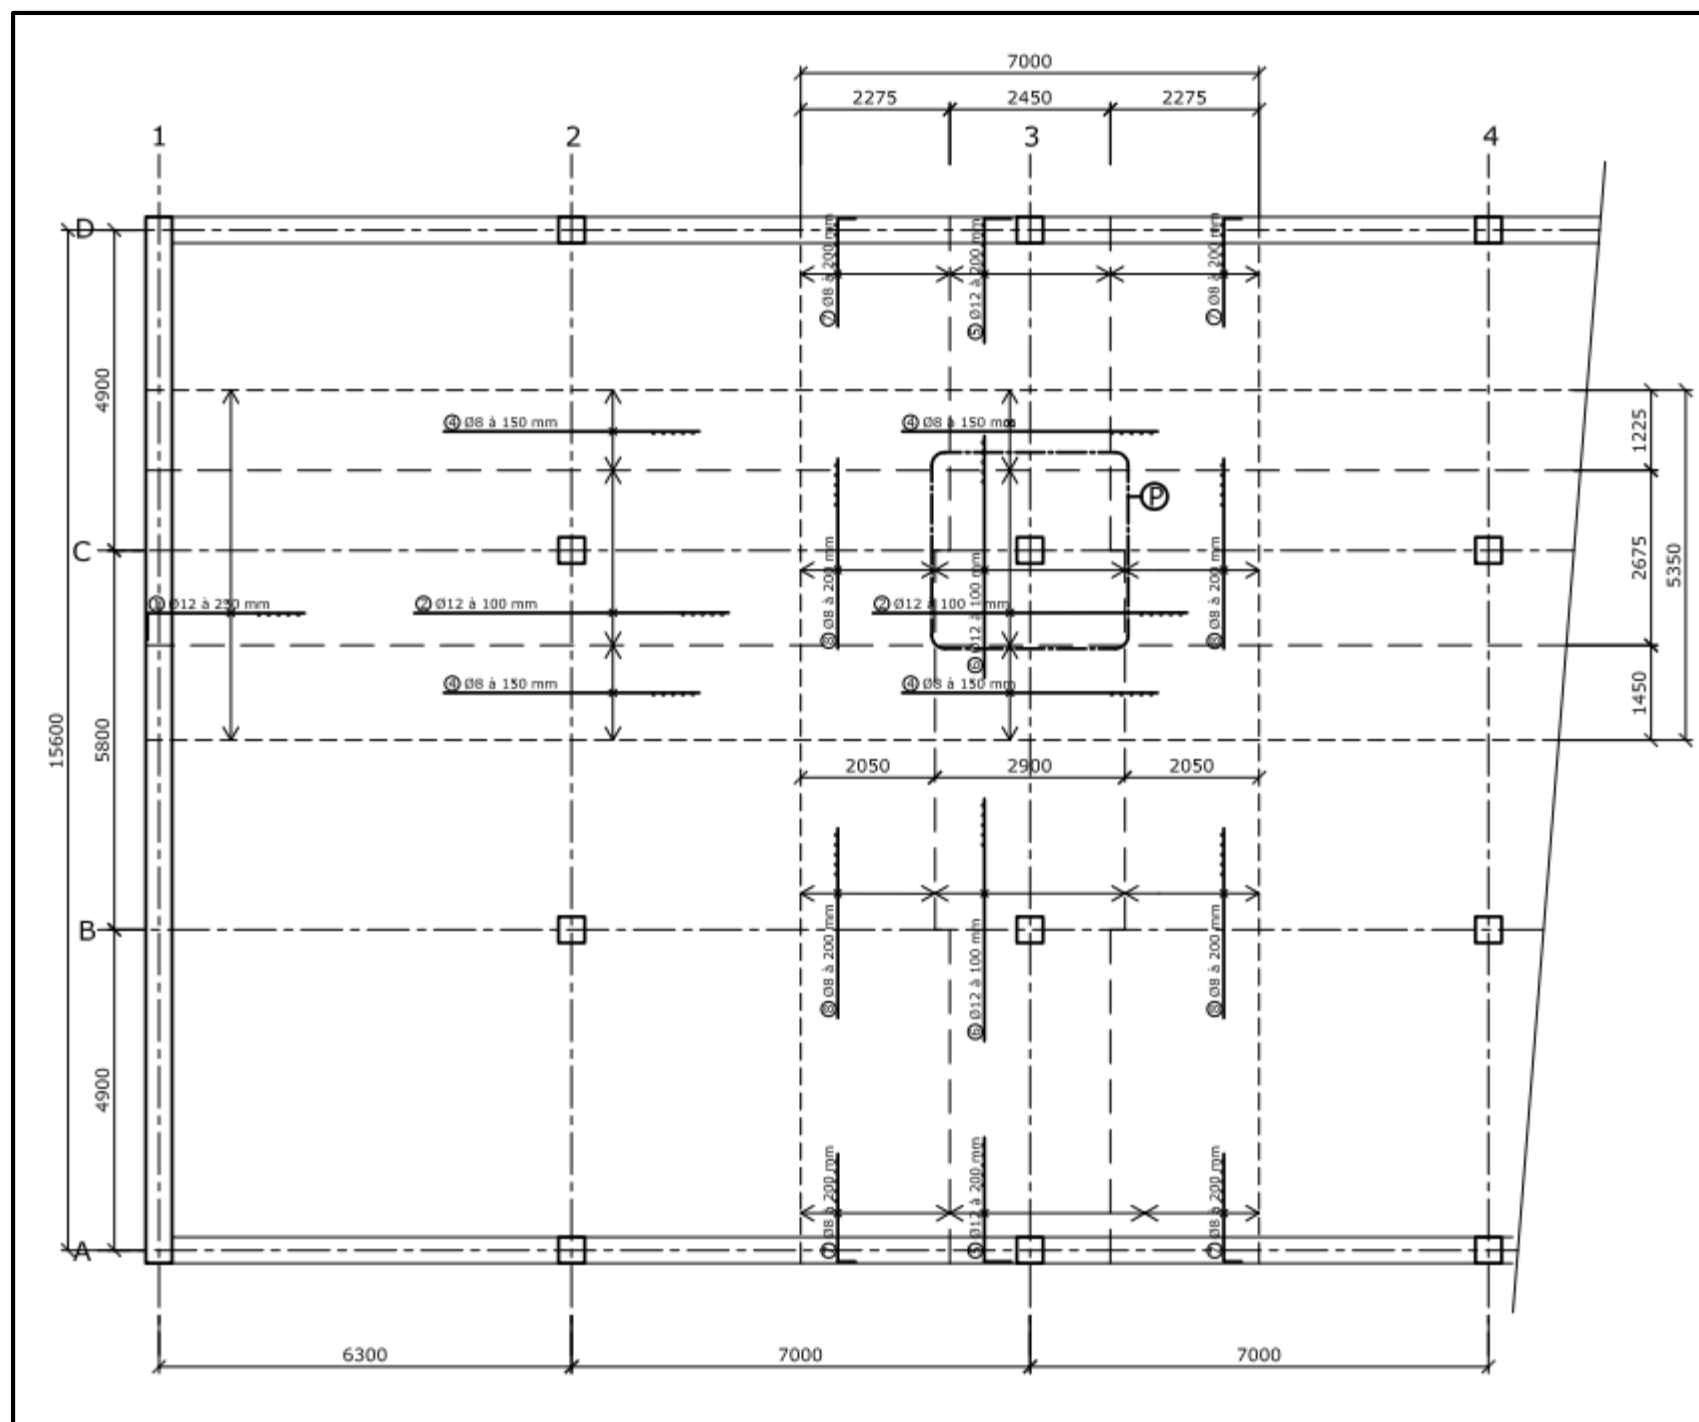 7000
2275 2450 2275
1 2 3 4
D
⑦ Ø8 à 200 mm
⑤ Ø12 à 200 mm
⑦ Ø8 à 200 mm
4900
④ Ø8 à 150 mm
④ Ø8 à 150 mm
1225
P
C
⑧ Ø8 à 200 mm
⑥ Ø12 à 100 mm
⑧ Ø8 à 200 mm
2675
5350
① Ø12 à 250 mm
② Ø12 à 100 mm
② Ø12 à 100 mm
④ Ø8 à 150 mm
④ Ø8 à 150 mm
1450
15600
5800
2050 2900 2050
B
⑧ Ø8 à 200 mm
⑥ Ø12 à 100 mm
⑧ Ø8 à 200 mm
4900
⑦ Ø8 à 200 mm
⑤ Ø12 à 200 mm
⑦ Ø8 à 200 mm
A
6300 7000 7000